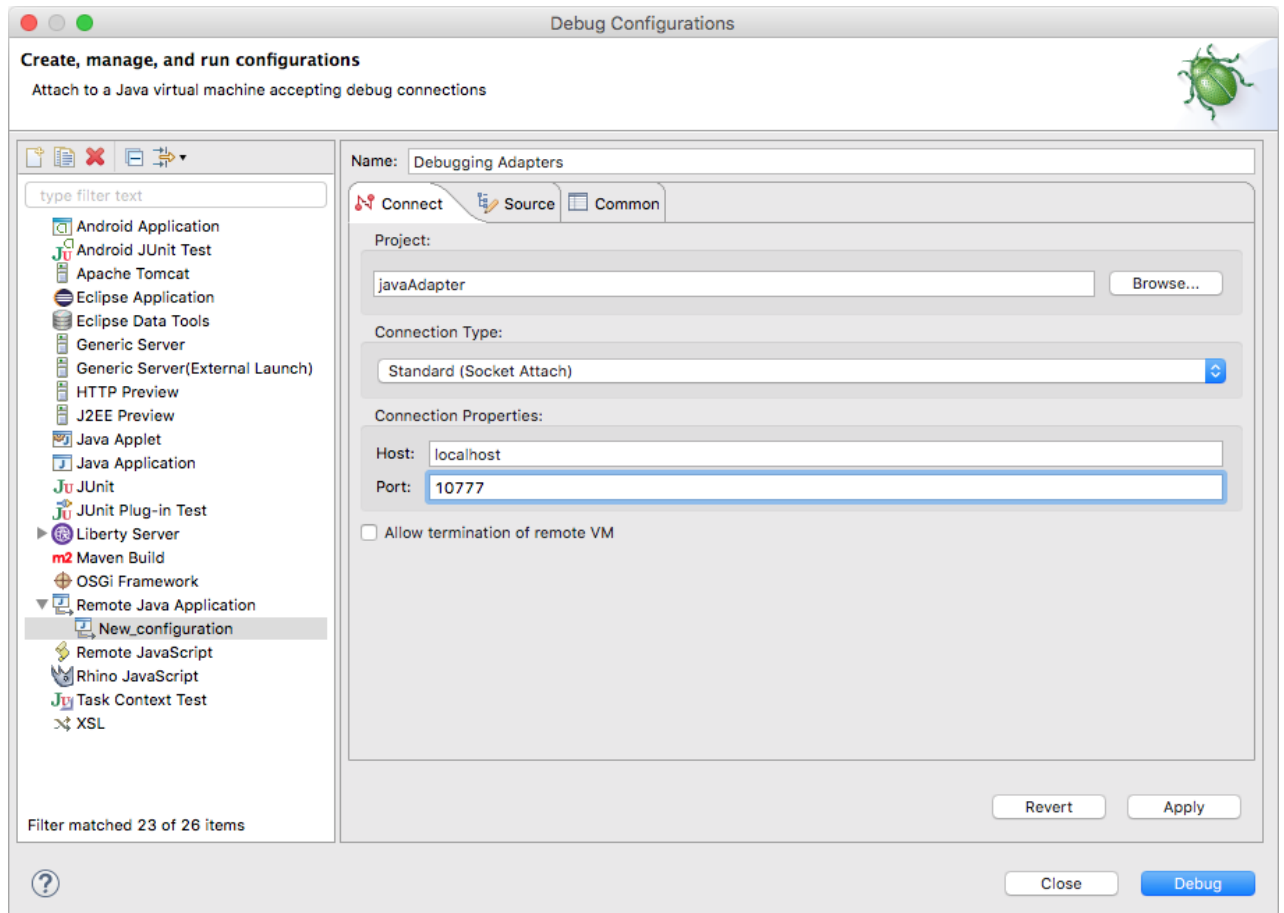 Debug Configurations
Create, manage, and run configurations
Attach to a Java virtual machine accepting debug connections
type filter text
Android Application
Android JUnit Test
Apache Tomcat
Eclipse Application
Eclipse Data Tools
Generic Server
Generic Server(External Launch)
HTTP Preview
J2EE Preview
Java Applet
Java Application
JUnit
JUnit Plug-in Test
Liberty Server
m2 Maven Build
OSGi Framework
Remote Java Application
New_configuration
Remote JavaScript
Rhino JavaScript
Task Context Test
XSL
Filter matched 23 of 26 items
Name: Debugging Adapters
Connect Source Common
Project:
javaAdapter Browse...
Connection Type:
Standard (Socket Attach)
Connection Properties:
Host: localhost
Port: 10777
Allow termination of remote VM
Revert Apply
? Close Debug